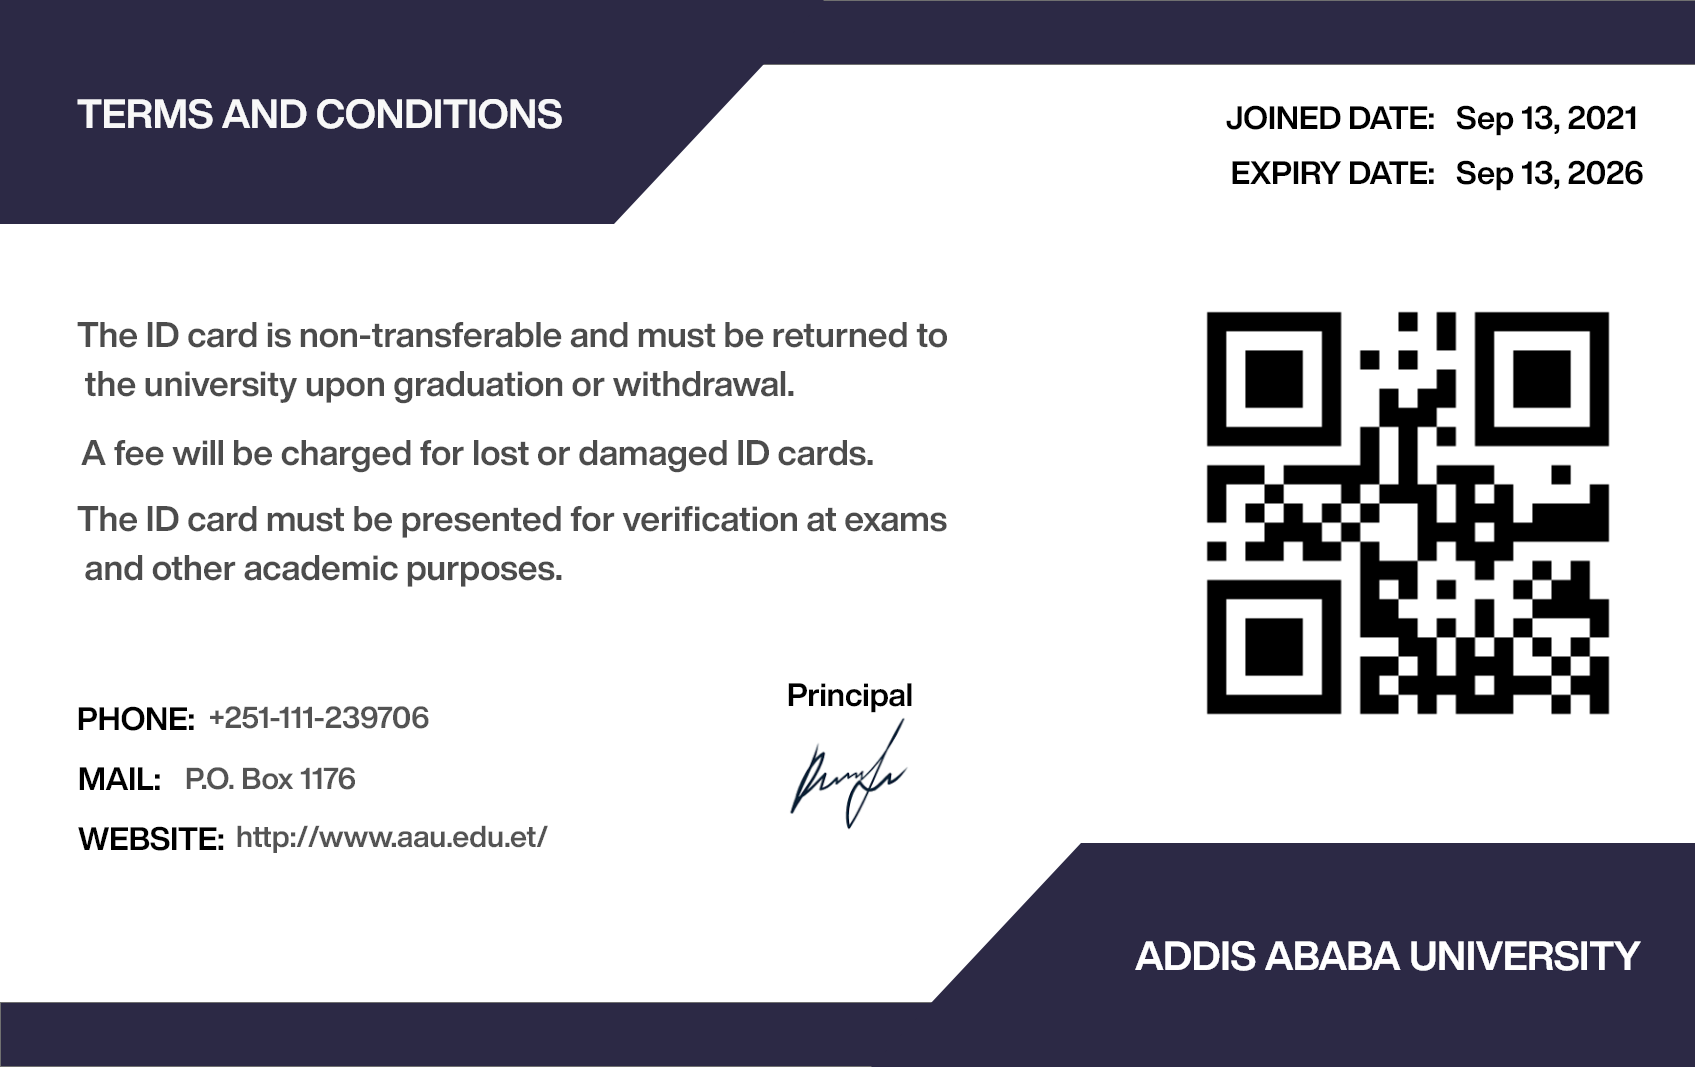 TERMS AND CONDITIONS
JOINED DATE: Sep 13, 2021
EXPIRY DATE: Sep 13, 2026
The ID card is non-transferable and must be returned to
the university upon graduation or withdrawal.
A fee will be charged for lost or damaged ID cards.
The ID card must be presented for verification at exams
and other academic purposes.
PHONE: +251-111-239706
MAIL: P.O. Box 1176
WEBSITE: http://www.aau.edu.et/
Principal
ADDIS ABABA UNIVERSITY